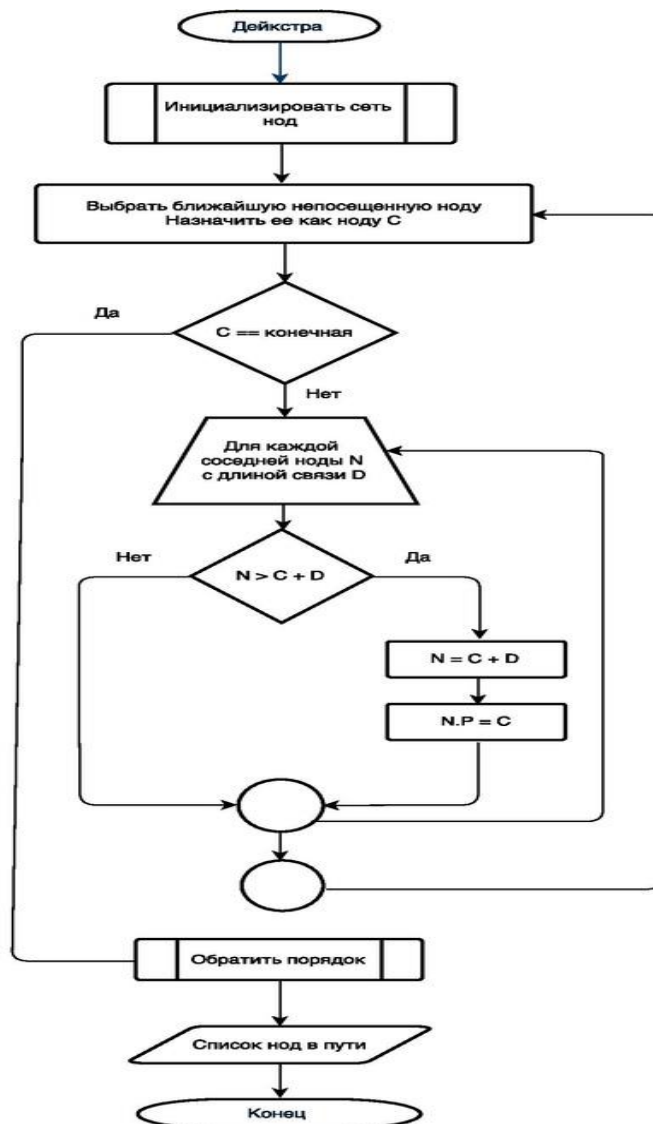 Дейкстра
Инициализировать сеть
нод
Выбрать ближайшую непосещенную ноду
Назначить ее как ноду C
Да
C == конечная
Нет
Для каждой
соседней ноды N
с длиной связи D
Нет
Да
N > C + D
N = C + D
N.P = C
Обратить порядок
Список нод в пути
Конец